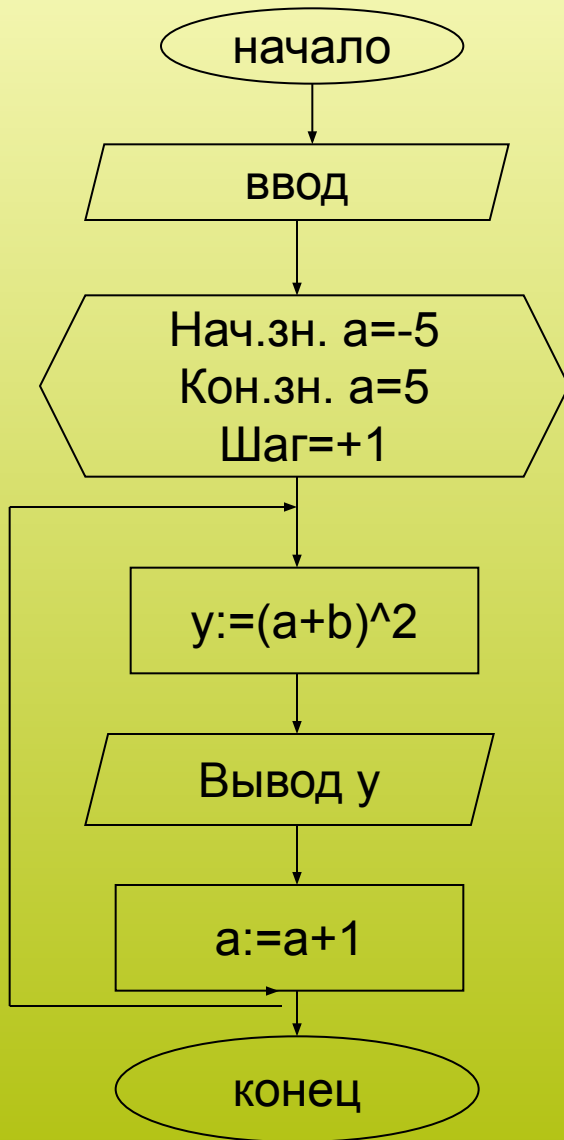 начало
ввод
Нач.зн. а=-5
Кон.зн. а=5
Шаг=+1
y:=(a+b)^2
Вывод у
a:=a+1
конец